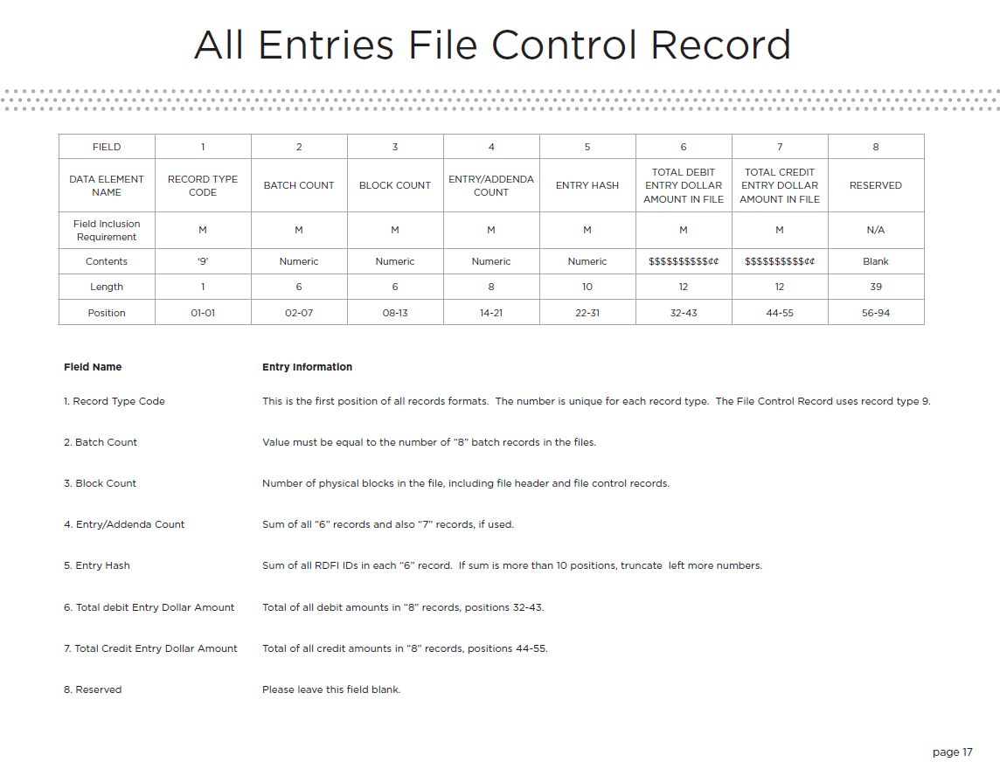 All Entries File Control Record
FIELD 1 2 3 4 5 6 7 8
DATA ELEMENT NAME RECORD TYPE CODE BATCH COUNT BLOCK COUNT ENTRY/ADDENDA COUNT ENTRY HASH TOTAL DEBIT ENTRY DOLLAR AMOUNT IN FILE TOTAL CREDIT ENTRY DOLLAR AMOUNT IN FILE RESERVED
Field Inclusion Requirement M M M M M M M N/A
Contents ‘9’ Numeric Numeric Numeric Numeric $$$$$$$$$$¢¢ $$$$$$$$$$¢¢ Blank
Length 1 6 6 8 10 12 12 39
Position 01-01 02-07 08-13 14-21 22-31 32-43 44-55 56-94
Field Name Entry Information
1. Record Type Code This is the first position of all records formats. The number is unique for each record type. The File Control Record uses record type 9.
2. Batch Count Value must be equal to the number of “8” batch records in the files.
3. Block Count Number of physical blocks in the file, including file header and file control records.
4. Entry/Addenda Count Sum of all “6” records and also “7” records, if used.
5. Entry Hash Sum of all RDFI IDs in each “6” record. If sum is more than 10 positions, truncate left more numbers.
6. Total debit Entry Dollar Amount Total of all debit amounts in “8” records, positions 32-43.
7. Total Credit Entry Dollar Amount Total of all credit amounts in “8” records, positions 44-55.
8. Reserved Please leave this field blank.
page 17